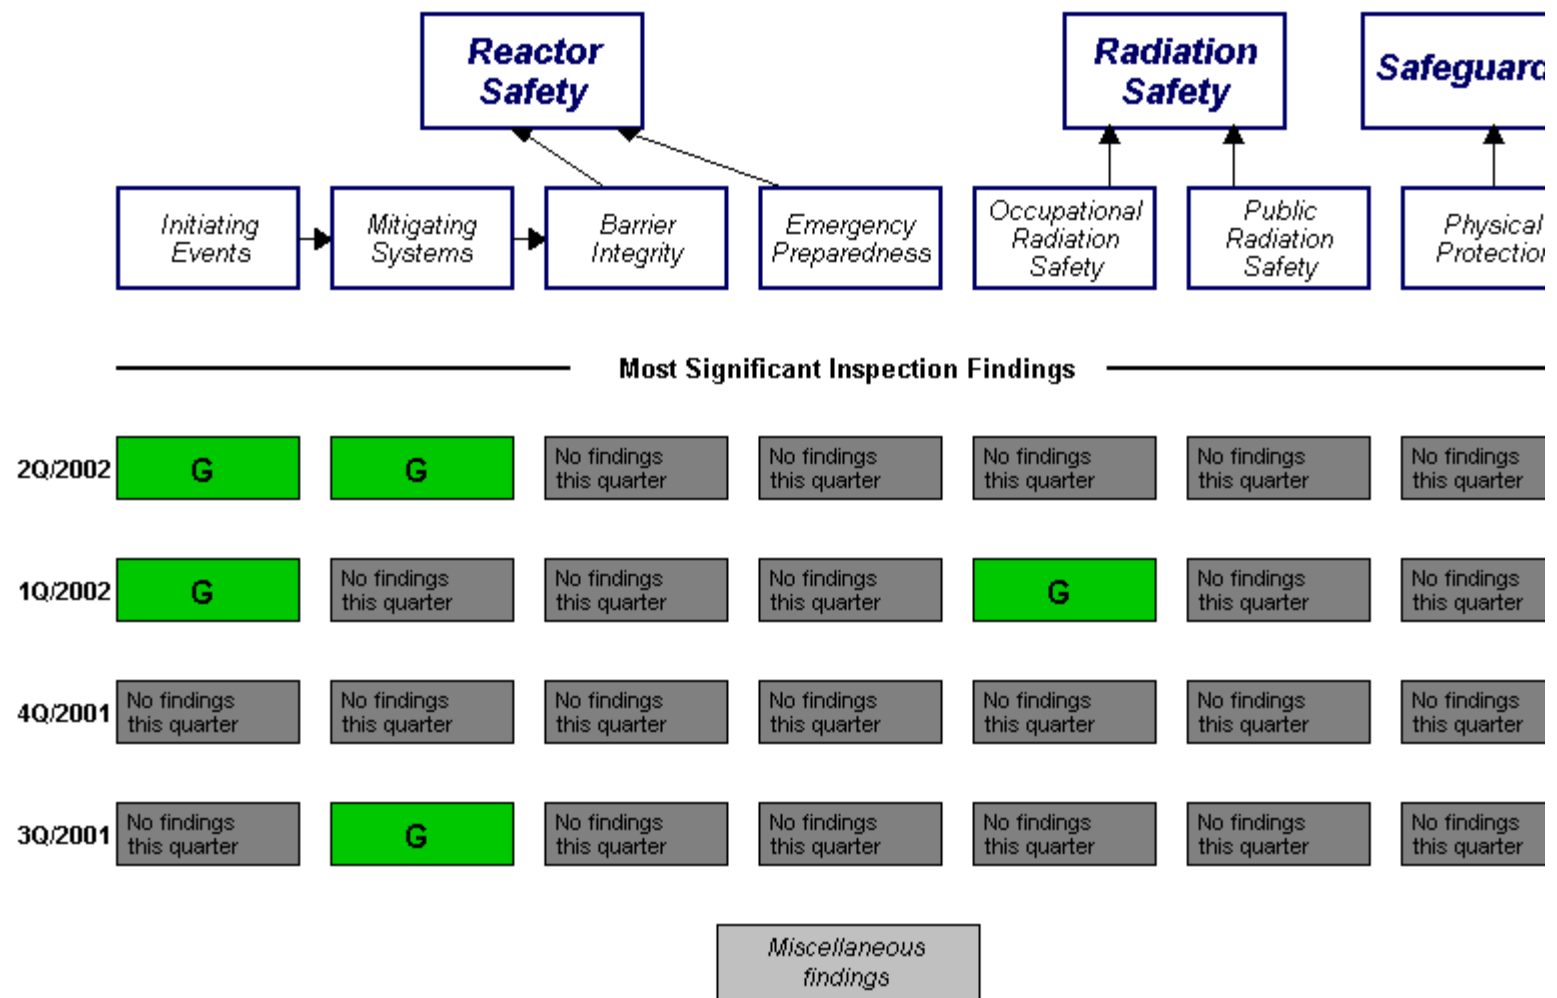 Reactor
Safety
Radiation
Safety
Safeguard
Initiating
Events
Mitigating
Systems
Barrier
Integrity
Emergency
Preparedness
Occupational
Radiation
Safety
Public
Radiation
Safety
Physical
Protection
Most Significant Inspection Findings
2Q/2002
G
G
No findings
this quarter
No findings
this quarter
No findings
this quarter
No findings
this quarter
No findings
this quarter
1Q/2002
G
No findings
this quarter
No findings
this quarter
No findings
this quarter
G
No findings
this quarter
No findings
this quarter
4Q/2001
No findings
this quarter
No findings
this quarter
No findings
this quarter
No findings
this quarter
No findings
this quarter
No findings
this quarter
No findings
this quarter
3Q/2001
No findings
this quarter
G
No findings
this quarter
No findings
this quarter
No findings
this quarter
No findings
this quarter
No findings
this quarter
Miscellaneous
findings